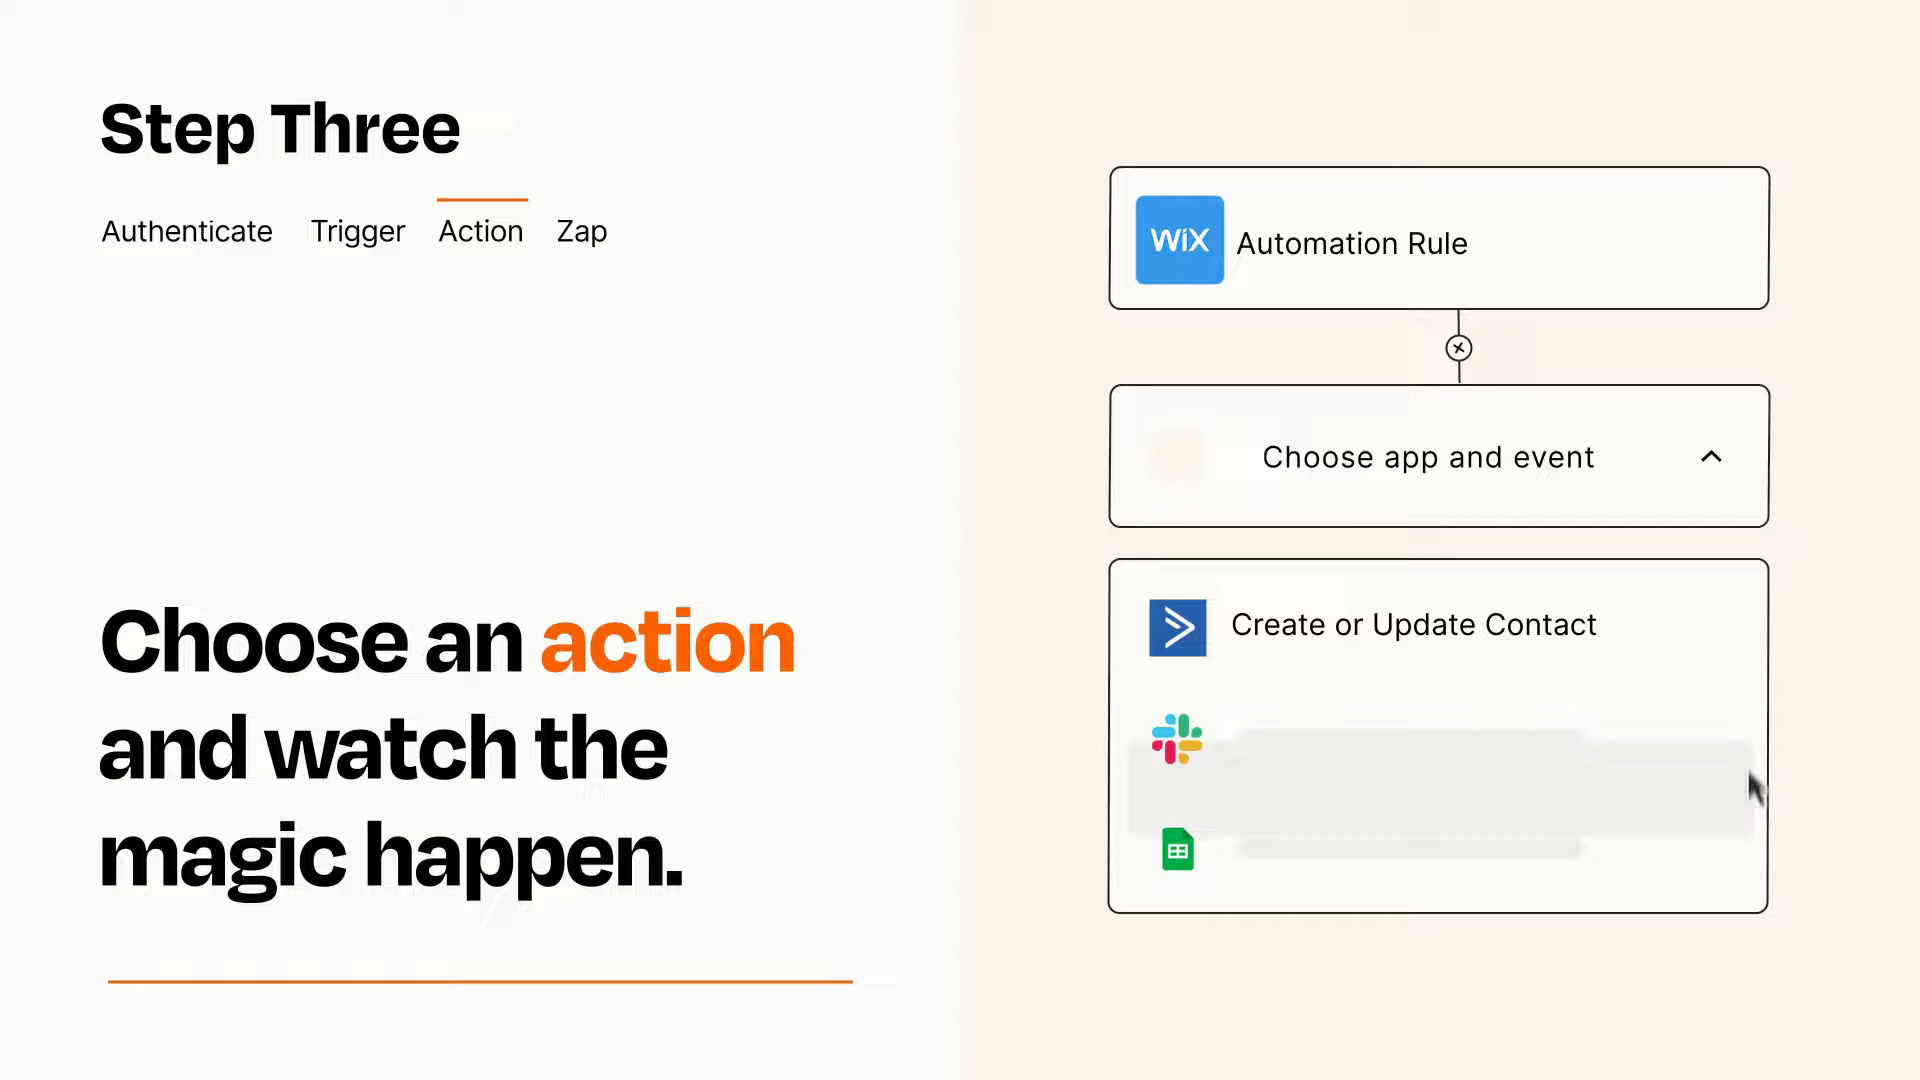 Step Three
Authenticate Trigger Action Zap
Choose an action
and watch the
magic happen.
WiX Automation Rule
Choose app and event
Create or Update Contact